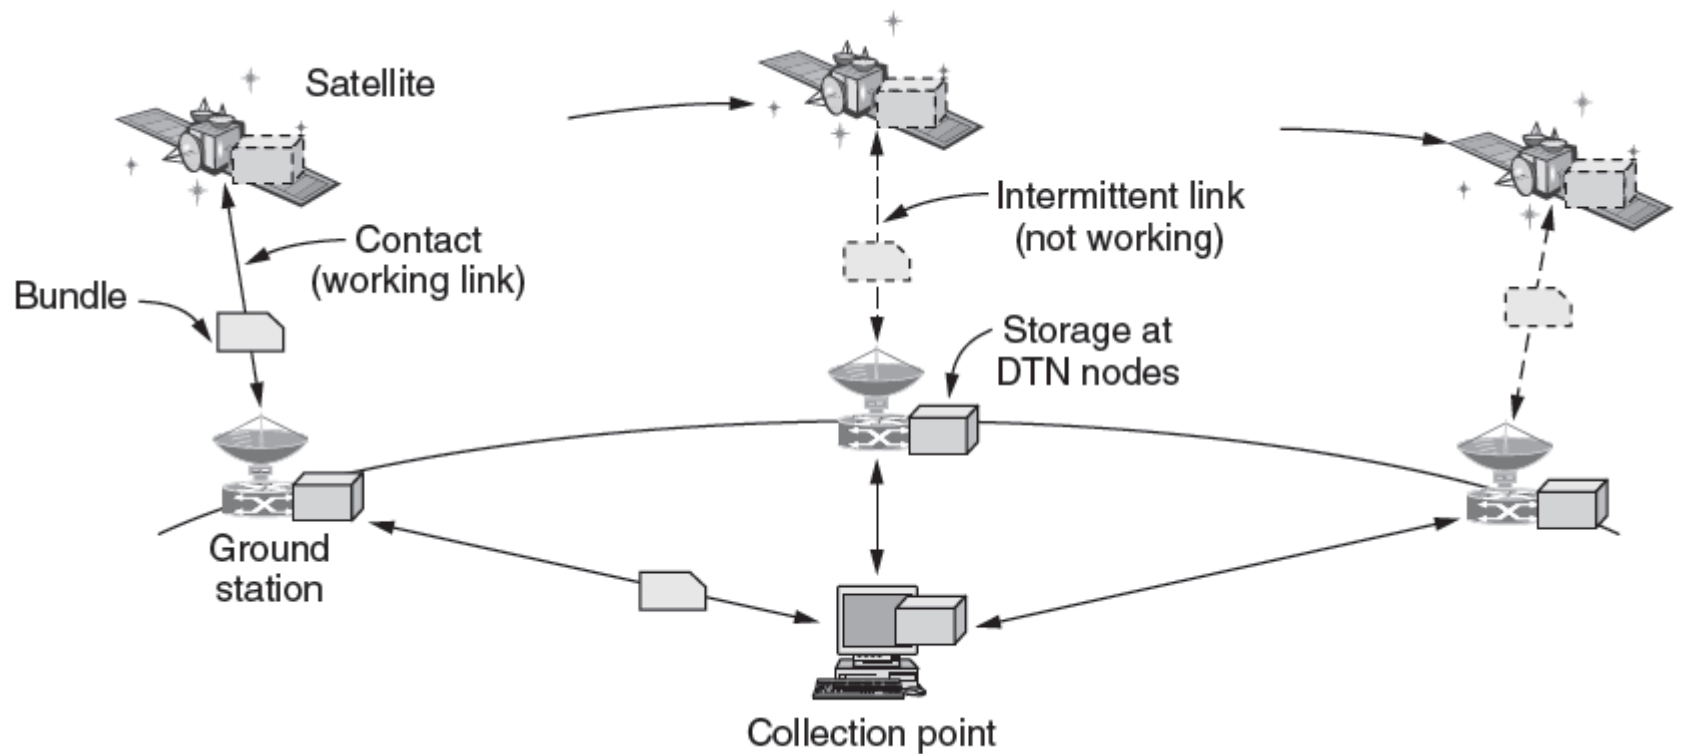 Satellite
Contact
(working link)
Bundle
Intermittent link
(not working)
Storage at
DTN nodes
Ground
station
Collection point